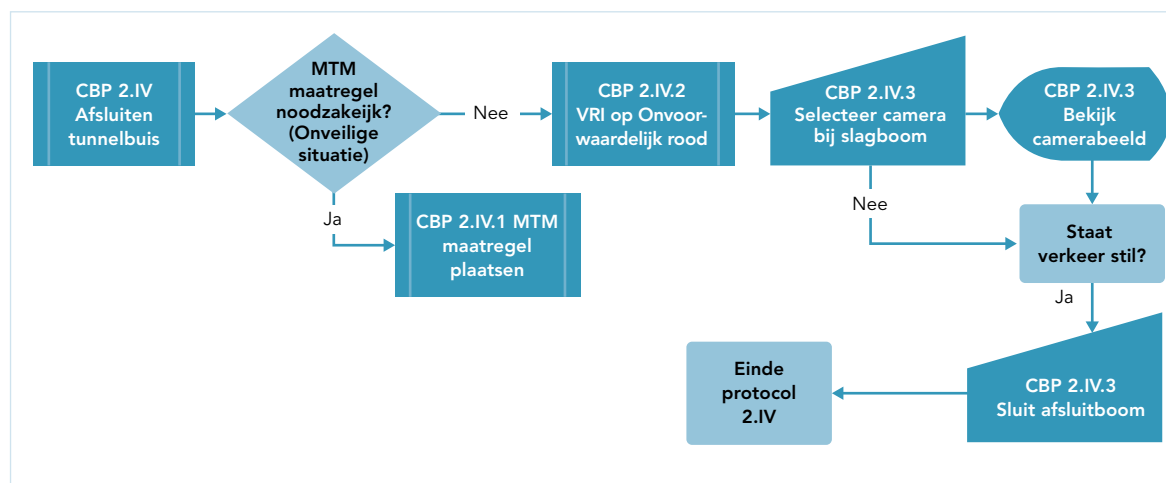 CBP 2.IV
Afsluiten
tunnelbuis
MTM
maatregel
noodzakeijk?
(Onveilige
situatie)
Nee
CBP 2.IV.2
VRI op Onvoor-
waardelijk rood
CBP 2.IV.3
Selecteer camera
bij slagboom
CBP 2.IV.3
Bekijk
camerabeeld
Ja
CBP 2.IV.1 MTM
maatregel
plaatsen
Nee
Staat
verkeer stil?
Ja
CBP 2.IV.3
Sluit afsluitboom
Einde
protocol
2.IV